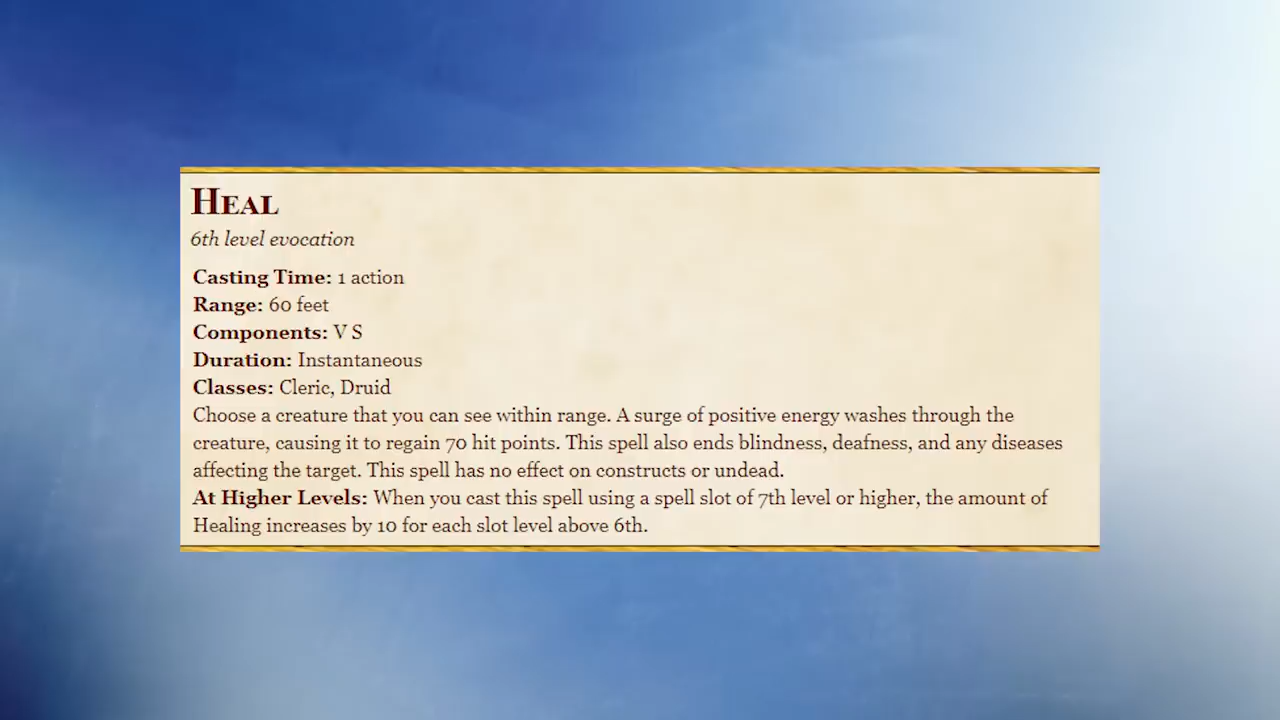 HEAL
6th level evocation
Casting Time: 1 action
Range: 60 feet
Components: V S
Duration: Instantaneous
Classes: Cleric, Druid
Choose a creature that you can see within range. A surge of positive energy washes through the
creature, causing it to regain 70 hit points. This spell also ends blindness, deafness, and any diseases
affecting the target. This spell has no effect on constructs or undead.
At Higher Levels: When you cast this spell using a spell slot of 7th level or higher, the amount of
Healing increases by 10 for each slot level above 6th.